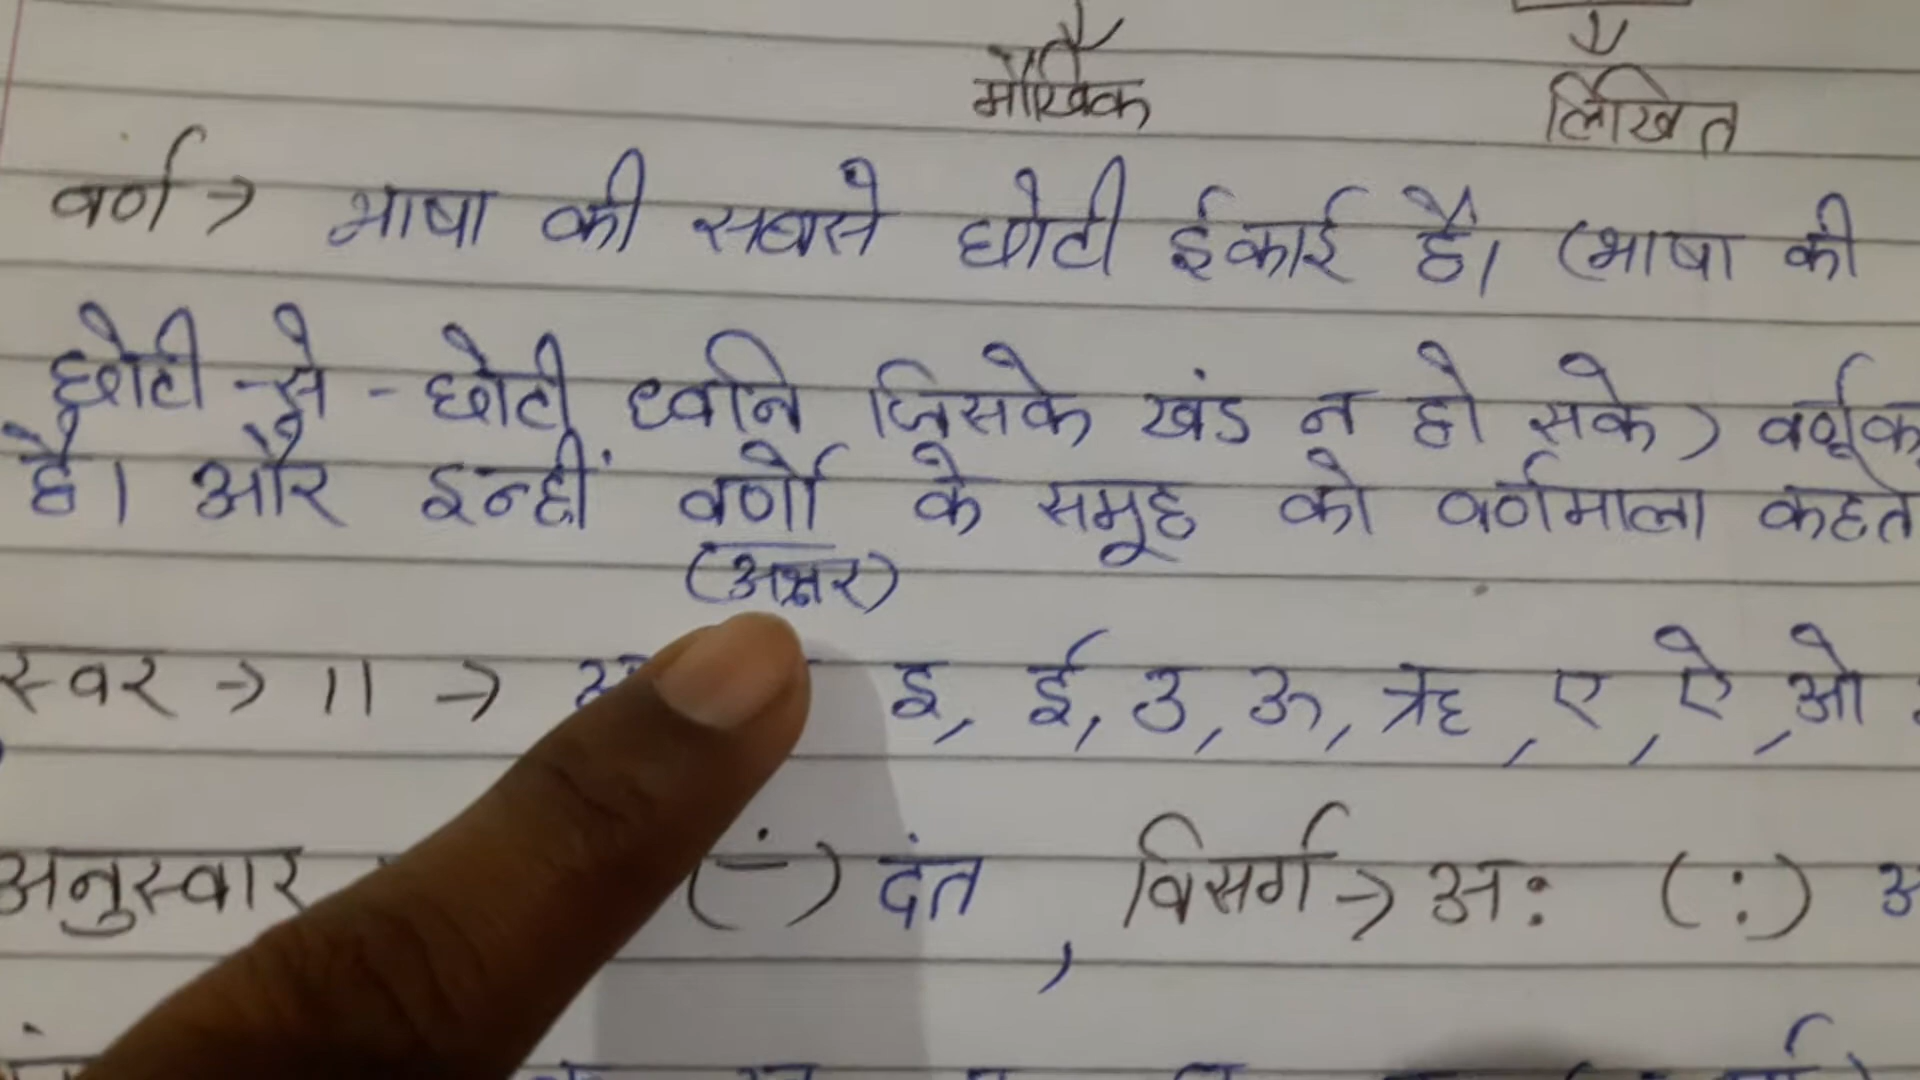 मौखिक लिखित
वर्ण → भाषा की सबसे छोटी ईकाई है। (भाषा की
छोटी-से-छोटी ध्वनि जिसके खंड न हो सके)
है। और इन्हीं वर्णों के समूह को वर्णमाला कहते
(अक्षर)
स्वर → 11 → इ, ई, उ, ऊ, ऋ, ए, ऐ, ओ
अनुस्वार (ं) दंत, विसर्ग → अः (:)